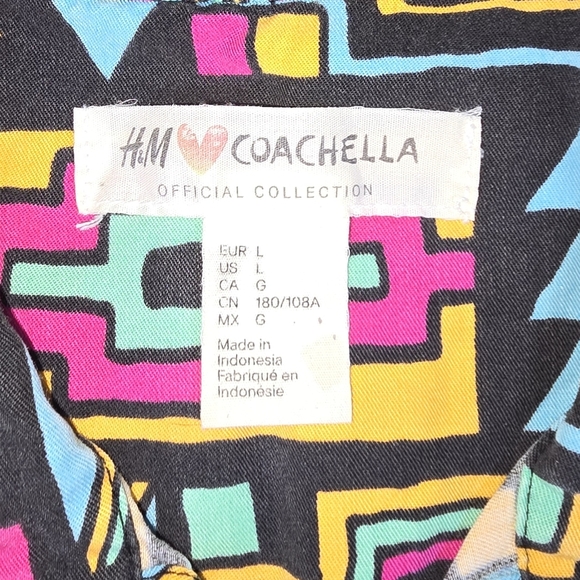 H&M COACHELLA
OFFICIAL COLLECTION
EUR L
US L
CA G
CN 180/108A
MX G
Made in
Indonesia
Fabriqué en
Indonésie